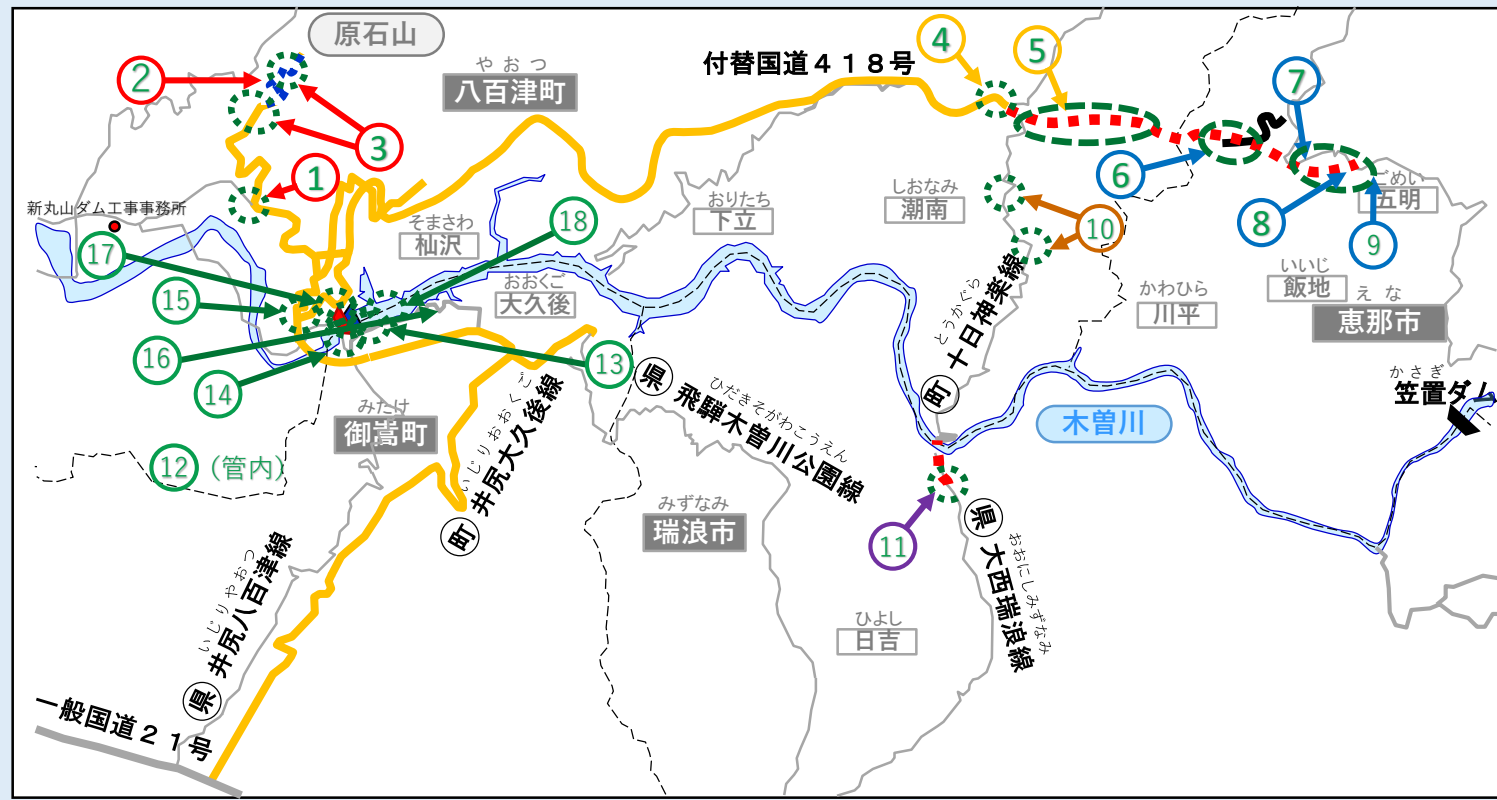 原石山
②
③
①
やおつ
八百津町
付替国道４１８号
④
⑤
⑦
⑥
⑧
⑨
ごめい
五明
新丸山ダム工事事務所
⑰
⑮
⑯
⑭
そまさわ
杣沢
⑱
おおくご
大久後
おりたち
下立
しおなみ
潮南
⑩
いいじ
飯地
かわひら
川平
えな
恵那市
かさぎ
笠置ダム
とうかぐら
町 十日神楽線
⑬
ひだきそがわこうえん
県 飛騨木曽川公園線
木曽川
みたけ
御嵩町
⑫（管内）
いじりおおくご
町 井尻大久後線
みずなみ
瑞浪市
⑪
おおにしみずなみ
県 大西瑞浪線
ひよし
日吉
いじりやおつ
県 井尻八百津線
一般国道２１号